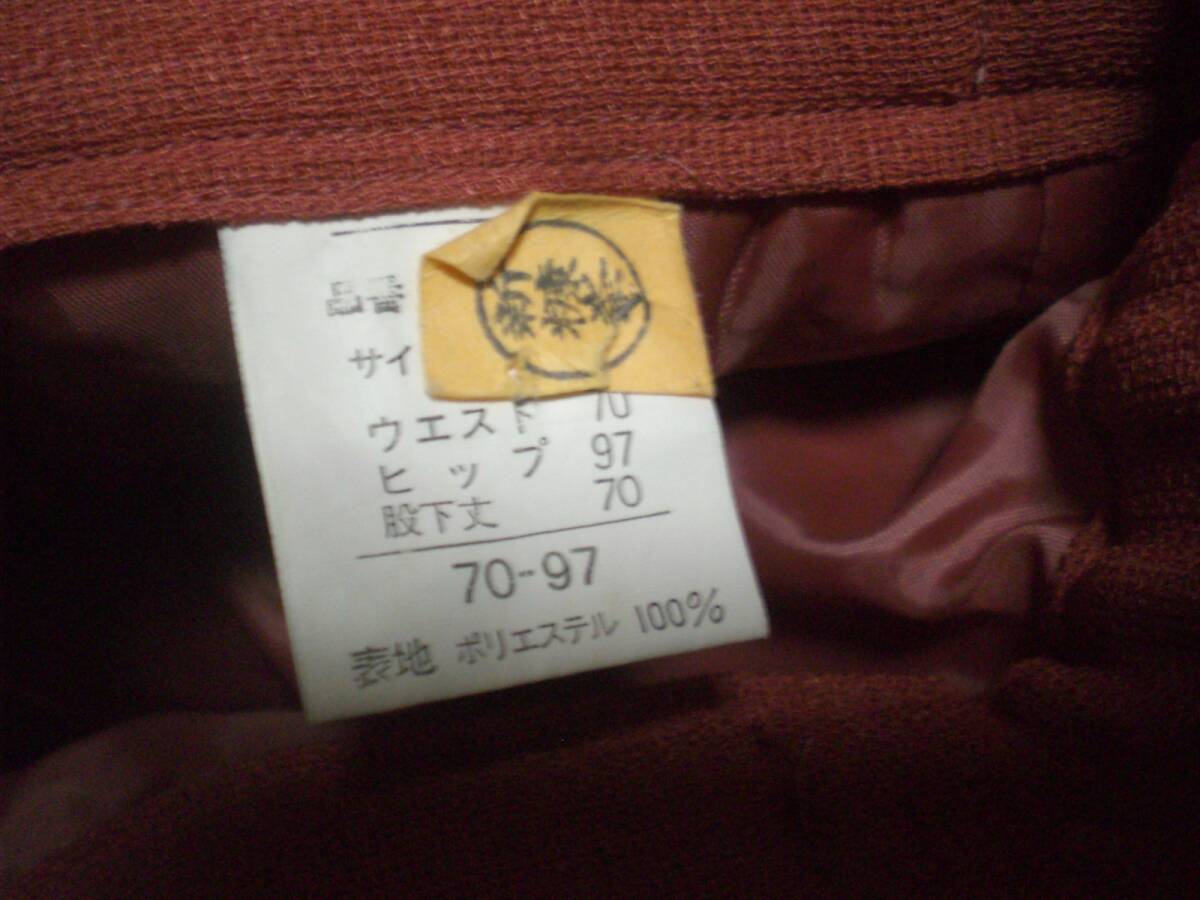 品番
サイ
ウエスト 70
ヒップ 97
股下丈 70
70-97
表地 ポリエステル 100%